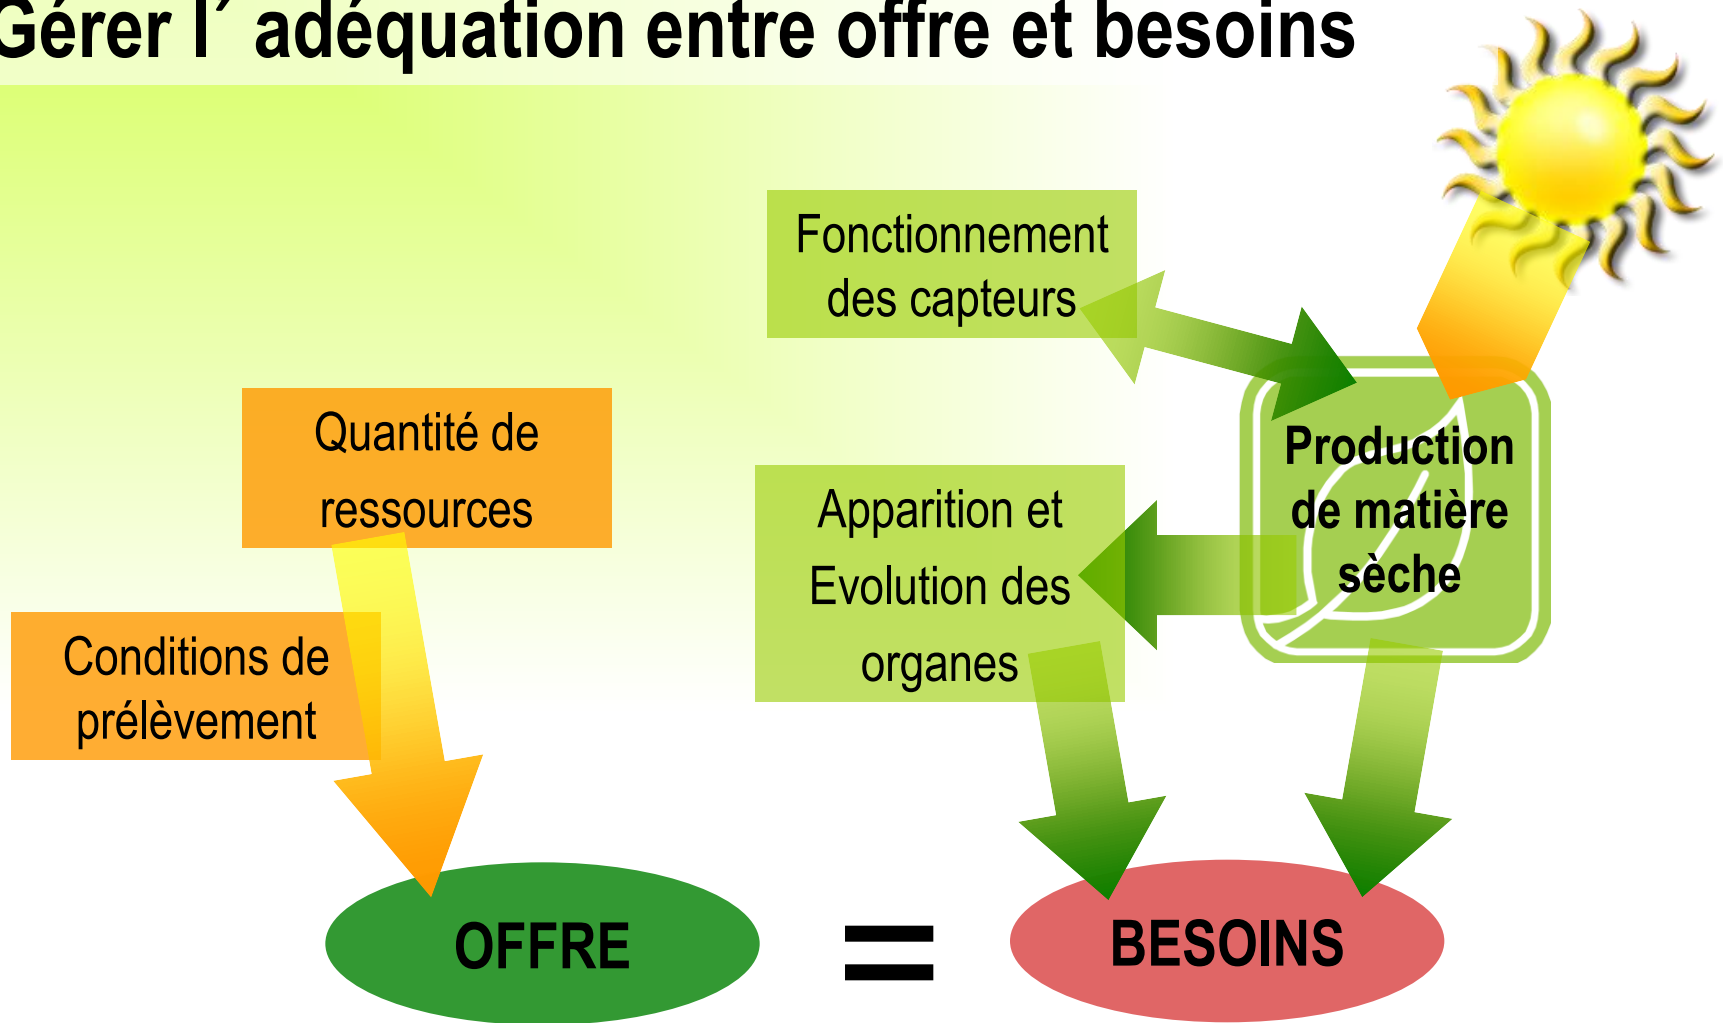 Gérer l´ adéquation entre offre et besoins
Fonctionnement
des capteurs
Quantité de
ressources
Production
de matière
sèche
Apparition et
Evolution des
organes
Conditions de
prélèvement
OFFRE
=
BESOINS